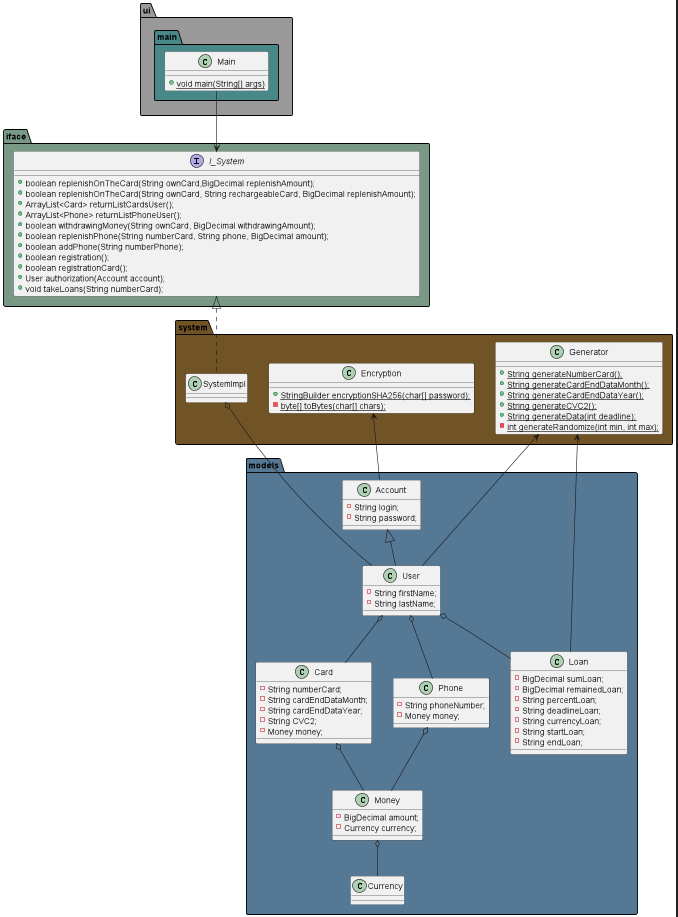 ui
main
C Main
void main(String[] args)
iface
I I_System
boolean replenishOnTheCard(String ownCard,BigDecimal replenishAmount);
boolean replenishOnTheCard(String ownCard, String rechargeableCard, BigDecimal replenishAmount);
ArrayList<Card> returnListCardsUser();
ArrayList<Phone> returnListPhoneUser();
boolean withdrawingMoney(String ownCard, BigDecimal withdrawingAmount);
boolean replenishPhone(String numberCard, String phone, BigDecimal amount);
boolean addPhone(String numberPhone);
boolean registration();
boolean registrationCard();
User authorization(Account account);
void takeLoans(String numberCard);
system
C SystemImpl
C Encryption
StringBuilder encryptionSHA256(char[] password);
byte[] toBytes(char[] chars);
C Generator
String generateNumberCard();
String generateCardEndDataMonth();
String generateCardEndDataYear();
String generateCVC2();
String generateData(int deadline);
int generateRandomize(int min, int max);
models
C Account
String login;
String password;
C User
String firstName;
String lastName;
C Card
String numberCard;
String cardEndDataMonth;
String cardEndDataYear;
String CVC2;
Money money;
C Phone
String phoneNumber;
Money money;
C Loan
BigDecimal sumLoan;
BigDecimal remainedLoan;
String percentLoan;
String deadlineLoan;
String currencyLoan;
String startLoan;
String endLoan;
C Money
BigDecimal amount;
Currency currency;
C Currency